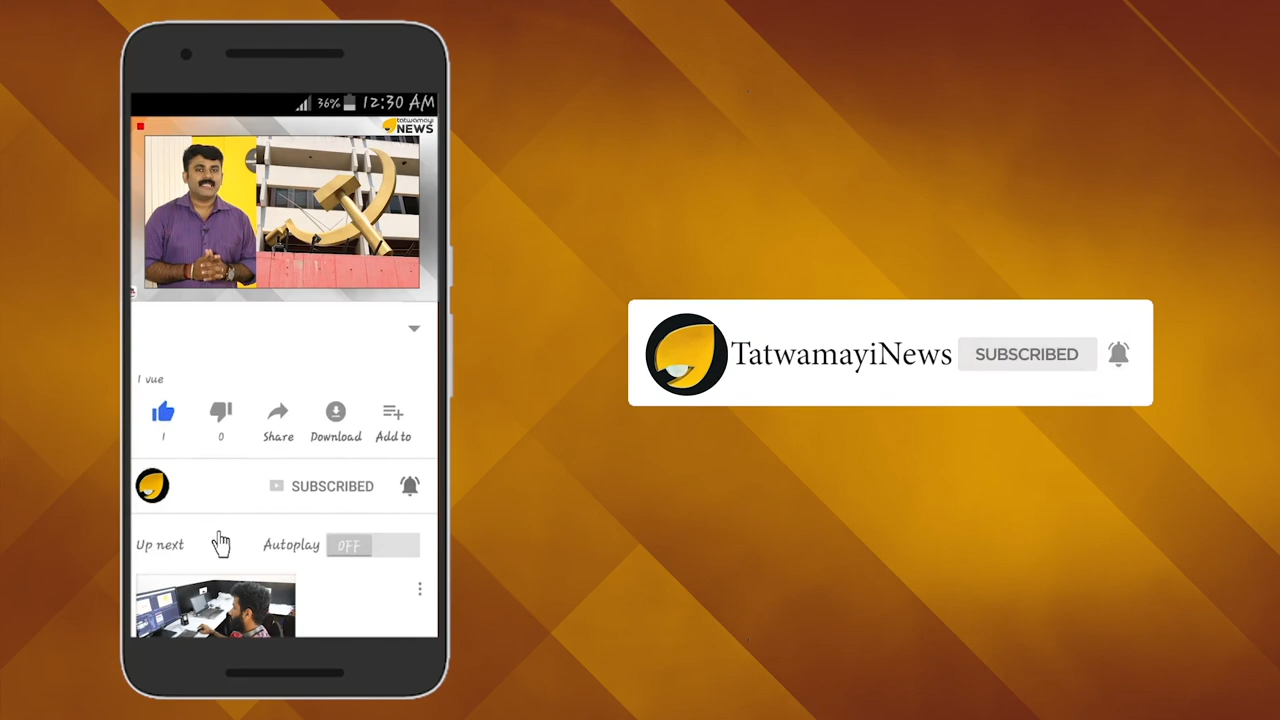 36% 12:30 AM
tatwamayi
NEWS
1 vue
1
0
Share
Download
Add to
SUBSCRIBED
Up next
Autoplay
OFF
TatwamayiNews
SUBSCRIBED